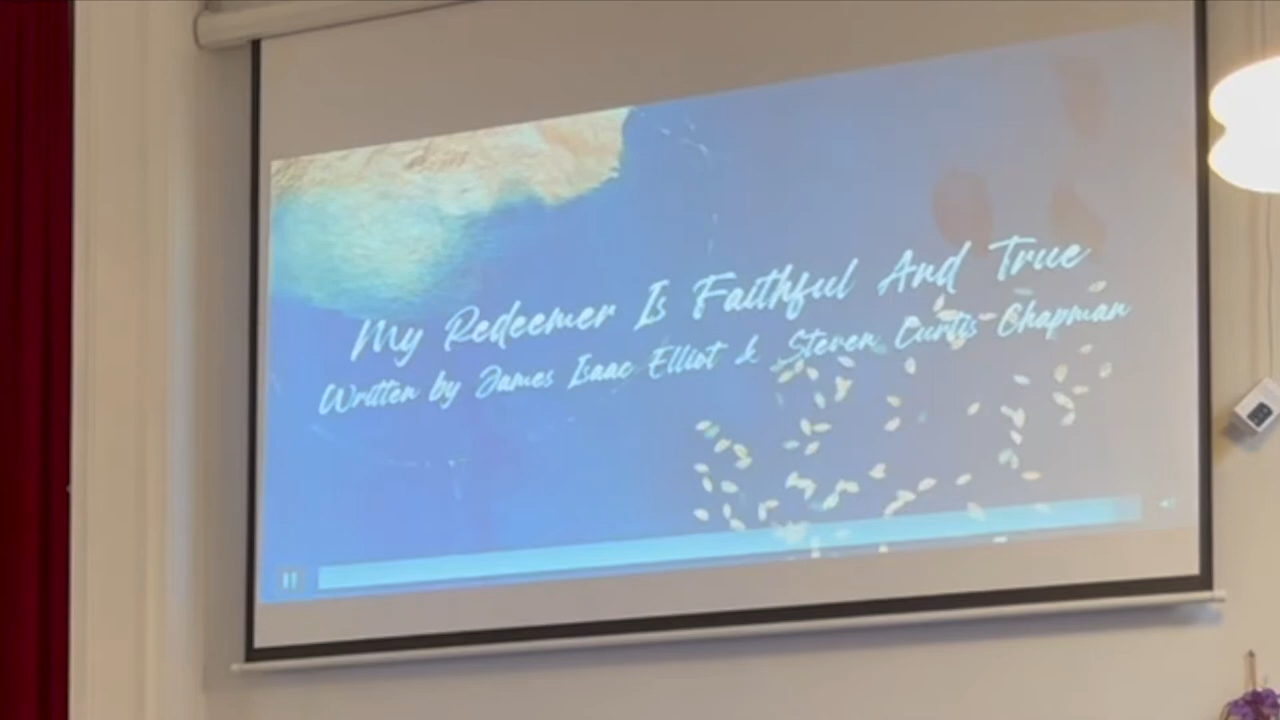 My Redeemer Is Faithful And True
Written by James Isaac Elliot & Steven Curtis Chapman